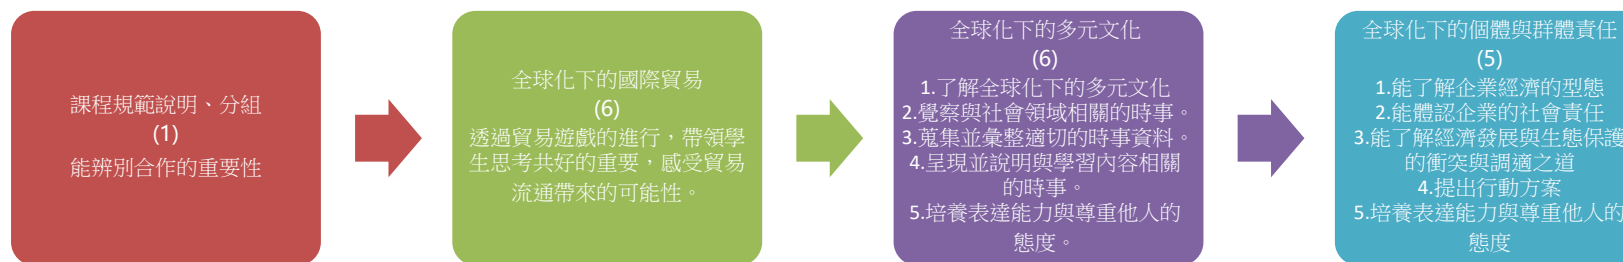 課程規範說明、分組
(1)
能辨別合作的重要性
全球化下的國際貿易
(6)
透過貿易遊戲的進行，帶領學
生思考共好的重要，感受貿易
流通帶來的可能性。
全球化下的多元文化
(6)
1.了解全球化下的多元文化
2.覺察與社會領域相關的時事。
3.蒐集並彙整適切的時事資料。
4.呈現並說明與學習內容相關
的時事。
5.培養表達能力與尊重他人的
態度。
全球化下的個體與群體責任
(5)
1.能了解企業經濟的型態
2.能體認企業的社會責任
3.能了解經濟發展與生態保護
的衝突與調適之道
4.提出行動方案
5.培養表達能力與尊重他人的
態度